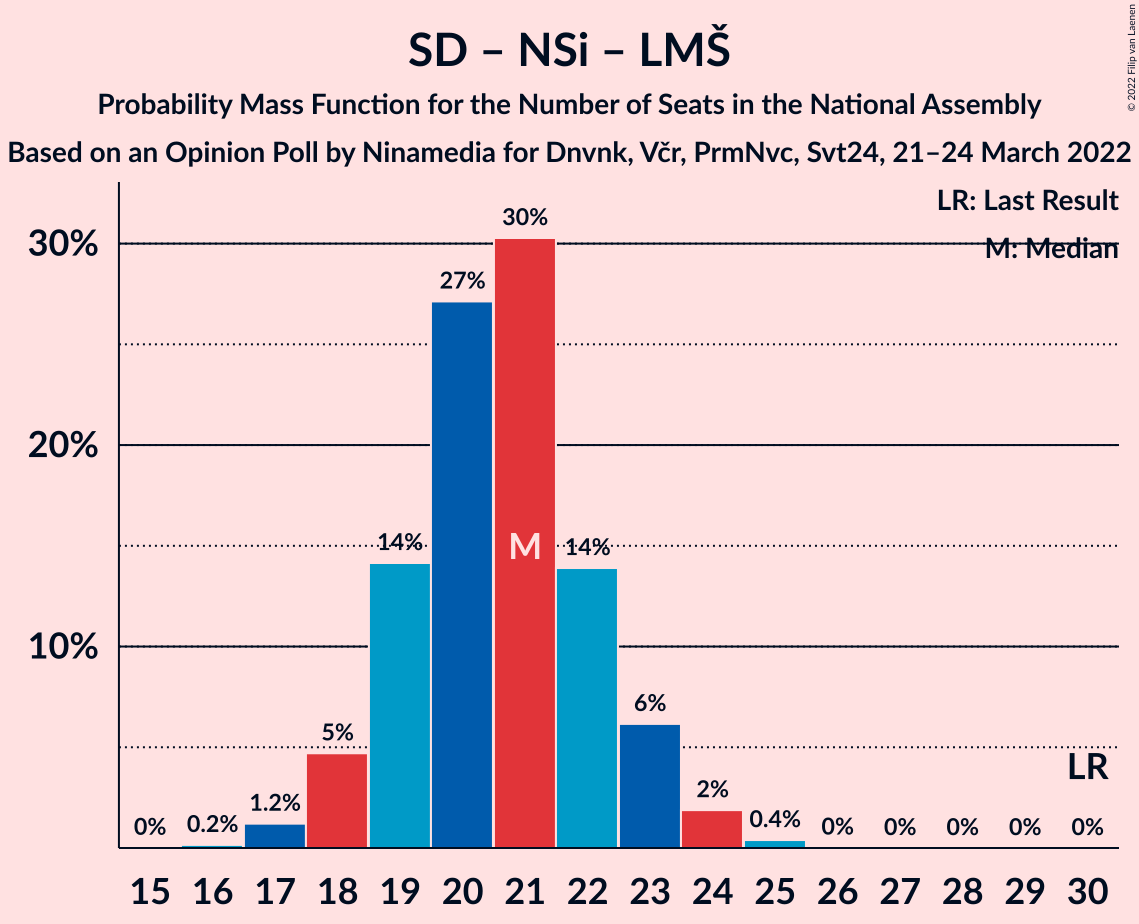 SD – NSi – LMŠ
Probability Mass Function for the Number of Seats in the National Assembly
Based on an Opinion Poll by Ninamedia for Dnvnk, Včr, PrmNvc, Svt24, 21–24 March 2022
© 2022 Filip van Laenen
LR: Last Result
M: Median
30%
20%
10%
0%
0.2%
1.2%
5%
14%
27%
30%
M
14%
6%
2%
0.4%
0%
0%
0%
0%
0%
LR
15 16 17 18 19 20 21 22 23 24 25 26 27 28 29 30